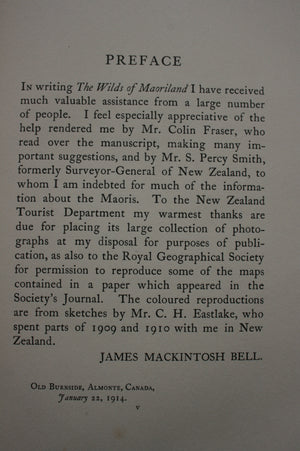 PREFACE
In writing The Wilds of Maoriland I have received
much valuable assistance from a large number
of people. I feel especially appreciative of the
help rendered me by Mr. Colin Fraser, who
read over the manuscript, making many im-
portant suggestions, and by Mr. S. Percy Smith,
formerly Surveyor-General of New Zealand, to
whom I am indebted for much of the informa-
tion about the Maoris. To the New Zealand
Tourist Department my warmest thanks are
due for placing its large collection of photo-
graphs at my disposal for purposes of publi-
cation, as also to the Royal Geographical Society
for permission to reproduce some of the maps
contained in a paper which appeared in the
Society's Journal. The coloured reproductions
are from sketches by Mr. C. H. Eastlake, who
spent parts of 1909 and 1910 with me in New
Zealand.
JAMES MACKINTOSH BELL.
Old Burnside, Almonte, Canada,
January 22, 1914.
v